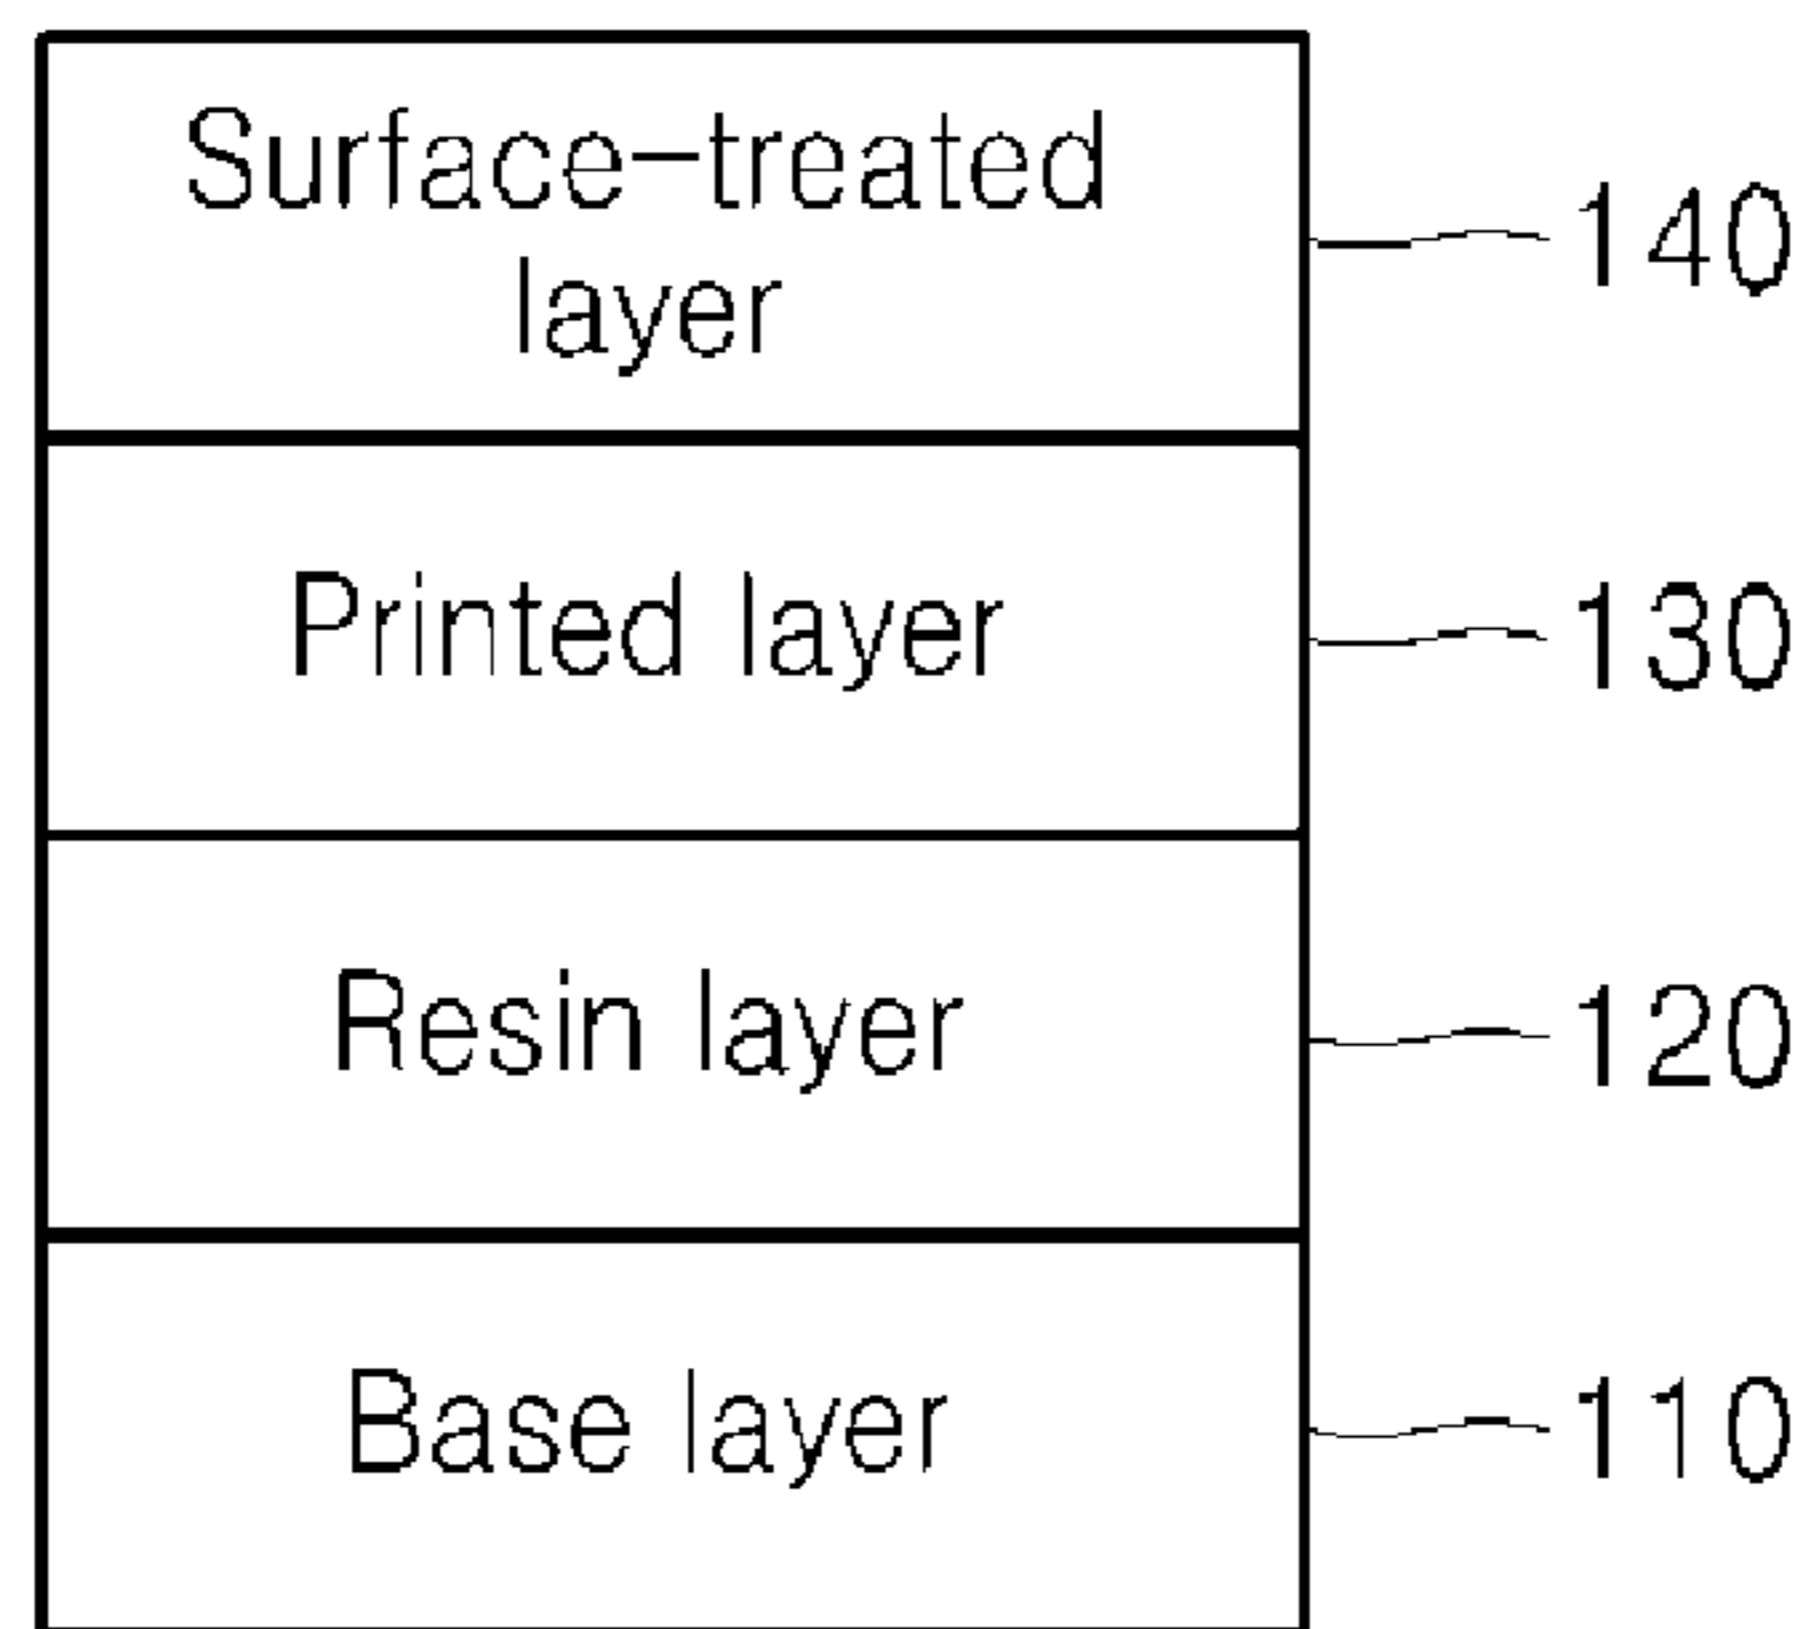 Surface-treated
layer
140
Printed layer
130
Resin layer
120
Base layer
110